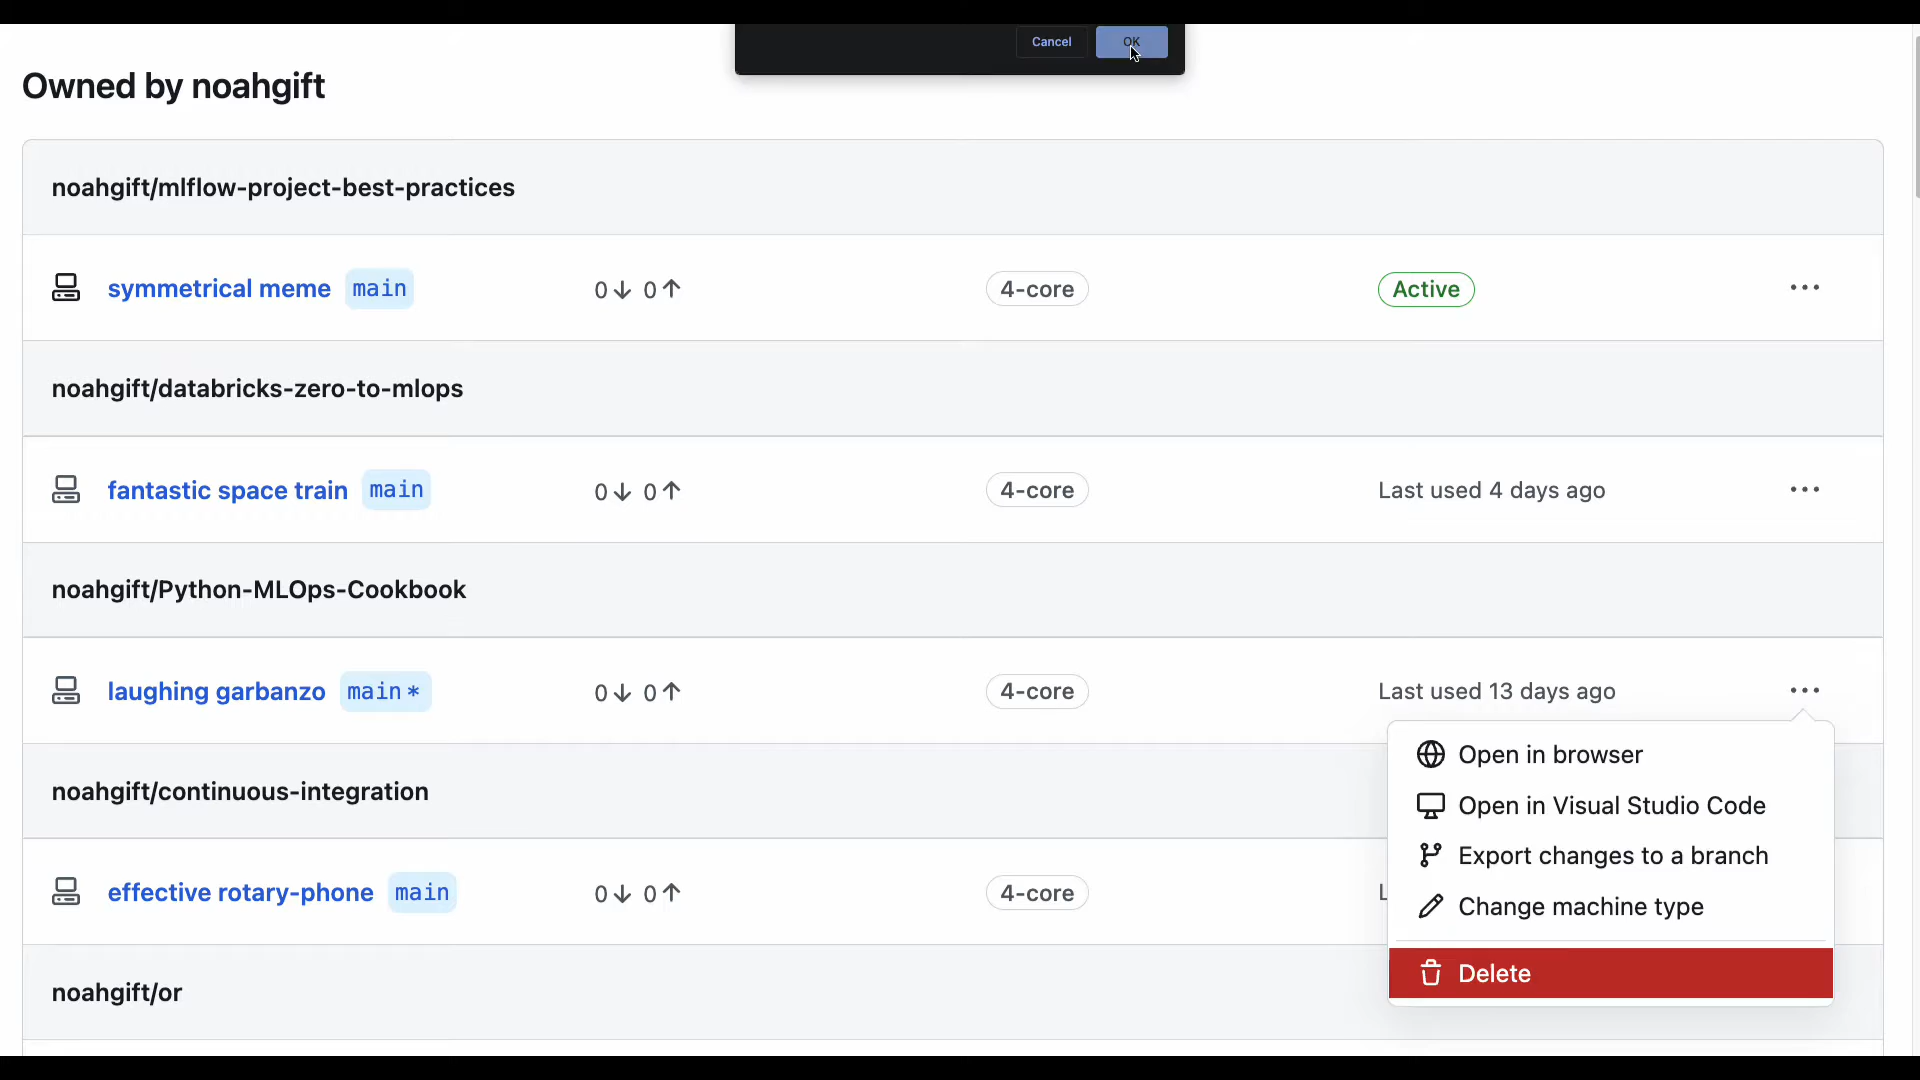 Cancel OK
Owned by noahgift
noahgift/mlflow-project-best-practices
symmetrical meme main 0↓ 0↑ 4-core Active ···
noahgift/databricks-zero-to-mlops
fantastic space train main 0↓ 0↑ 4-core Last used 4 days ago ···
noahgift/Python-MLOps-Cookbook
laughing garbanzo main* 0↓ 0↑ 4-core Last used 13 days ago ···
noahgift/continuous-integration
effective rotary-phone main 0↓ 0↑ 4-core L
noahgift/or
Open in browser
Open in Visual Studio Code
Export changes to a branch
Change machine type
Delete